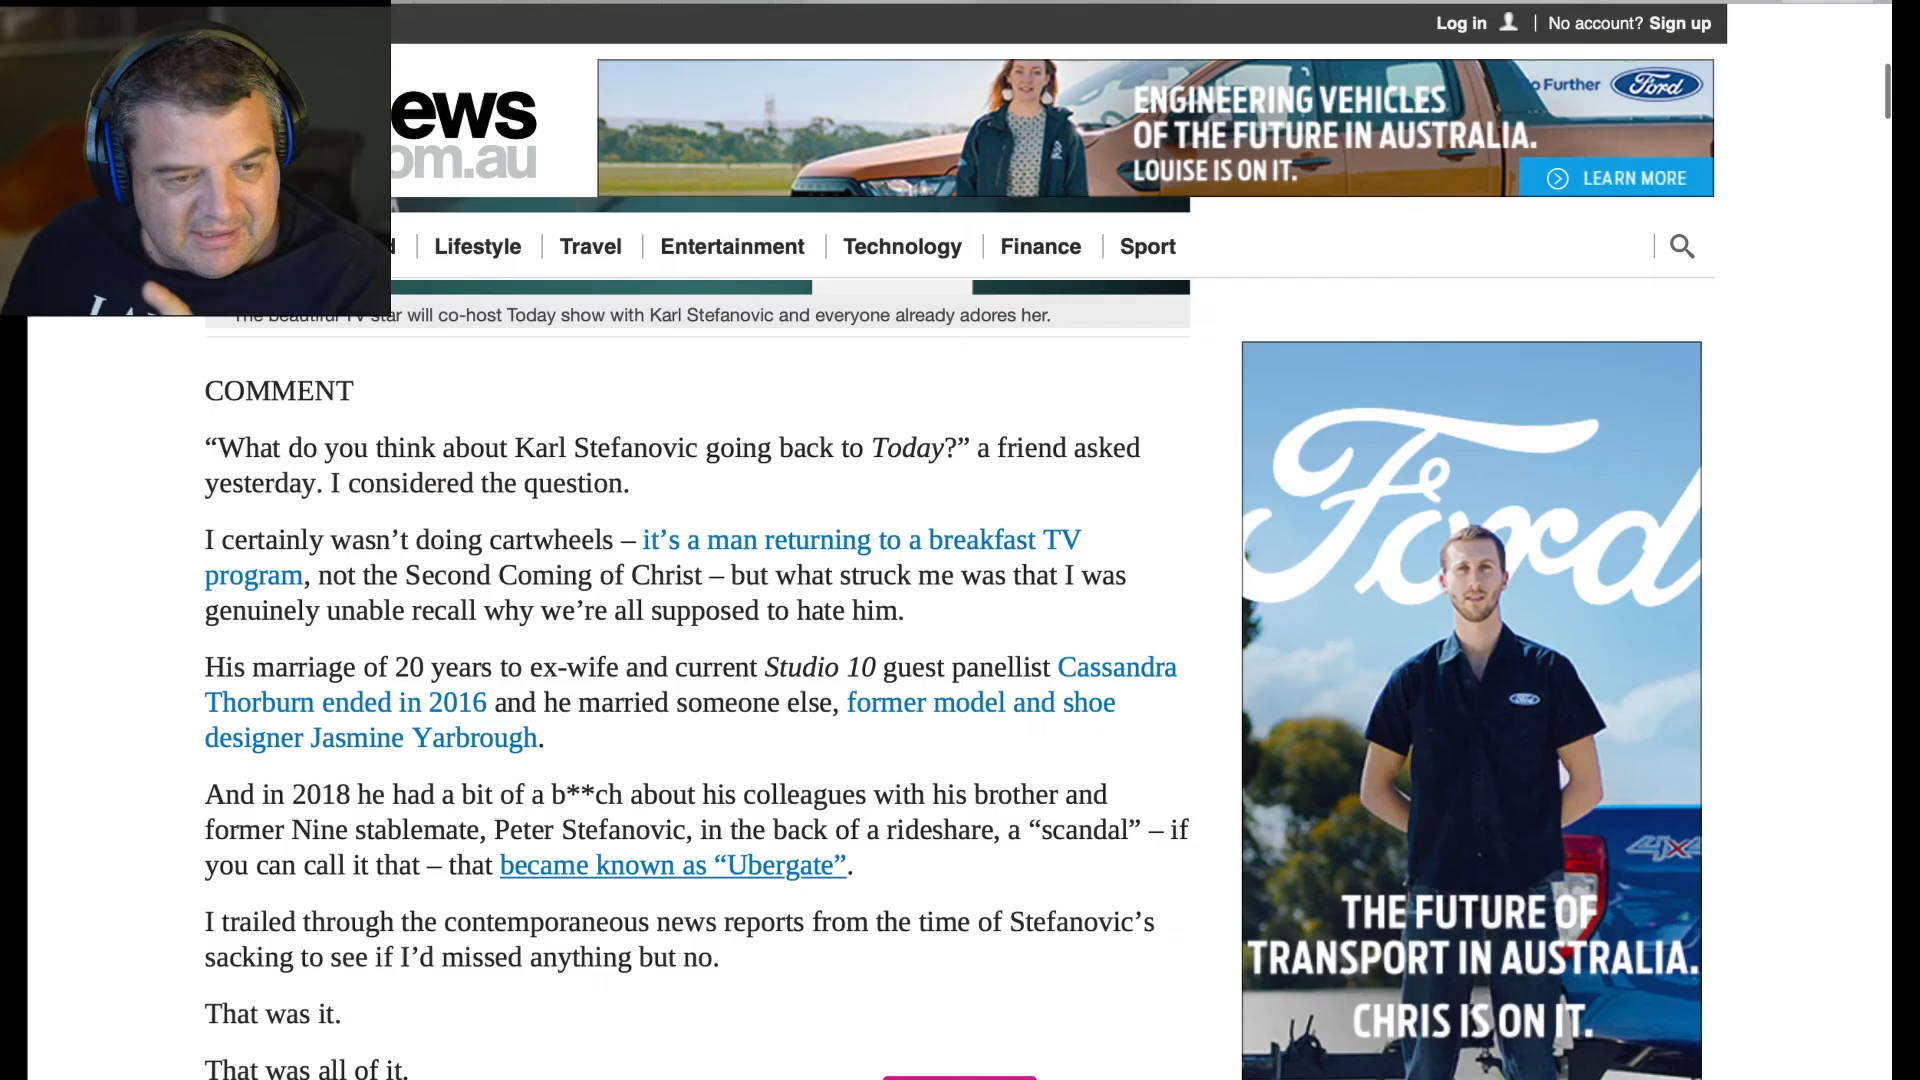 Log in | No account? Sign up
ews
om.au
Further Ford
ENGINEERING VEHICLES
OF THE FUTURE IN AUSTRALIA.
LOUISE IS ON IT.
LEARN MORE
Lifestyle | Travel | Entertainment | Technology | Finance | Sport
The beautiful TV star will co-host Today show with Karl Stefanovic and everyone already adores her.
COMMENT
“What do you think about Karl Stefanovic going back to Today?” a friend asked
yesterday. I considered the question.
I certainly wasn’t doing cartwheels – it’s a man returning to a breakfast TV
program, not the Second Coming of Christ – but what struck me was that I was
genuinely unable recall why we’re all supposed to hate him.
His marriage of 20 years to ex-wife and current Studio 10 guest panellist Cassandra
Thorburn ended in 2016 and he married someone else, former model and shoe
designer Jasmine Yarbrough.
And in 2018 he had a bit of a b**ch about his colleagues with his brother and
former Nine stablemate, Peter Stefanovic, in the back of a rideshare, a “scandal” – if
you can call it that – that became known as “Ubergate”.
I trailed through the contemporaneous news reports from the time of Stefanovic’s
sacking to see if I’d missed anything but no.
That was it.
That was all of it.
Ford
4X4
THE FUTURE OF
TRANSPORT IN AUSTRALIA.
CHRIS IS ON IT.